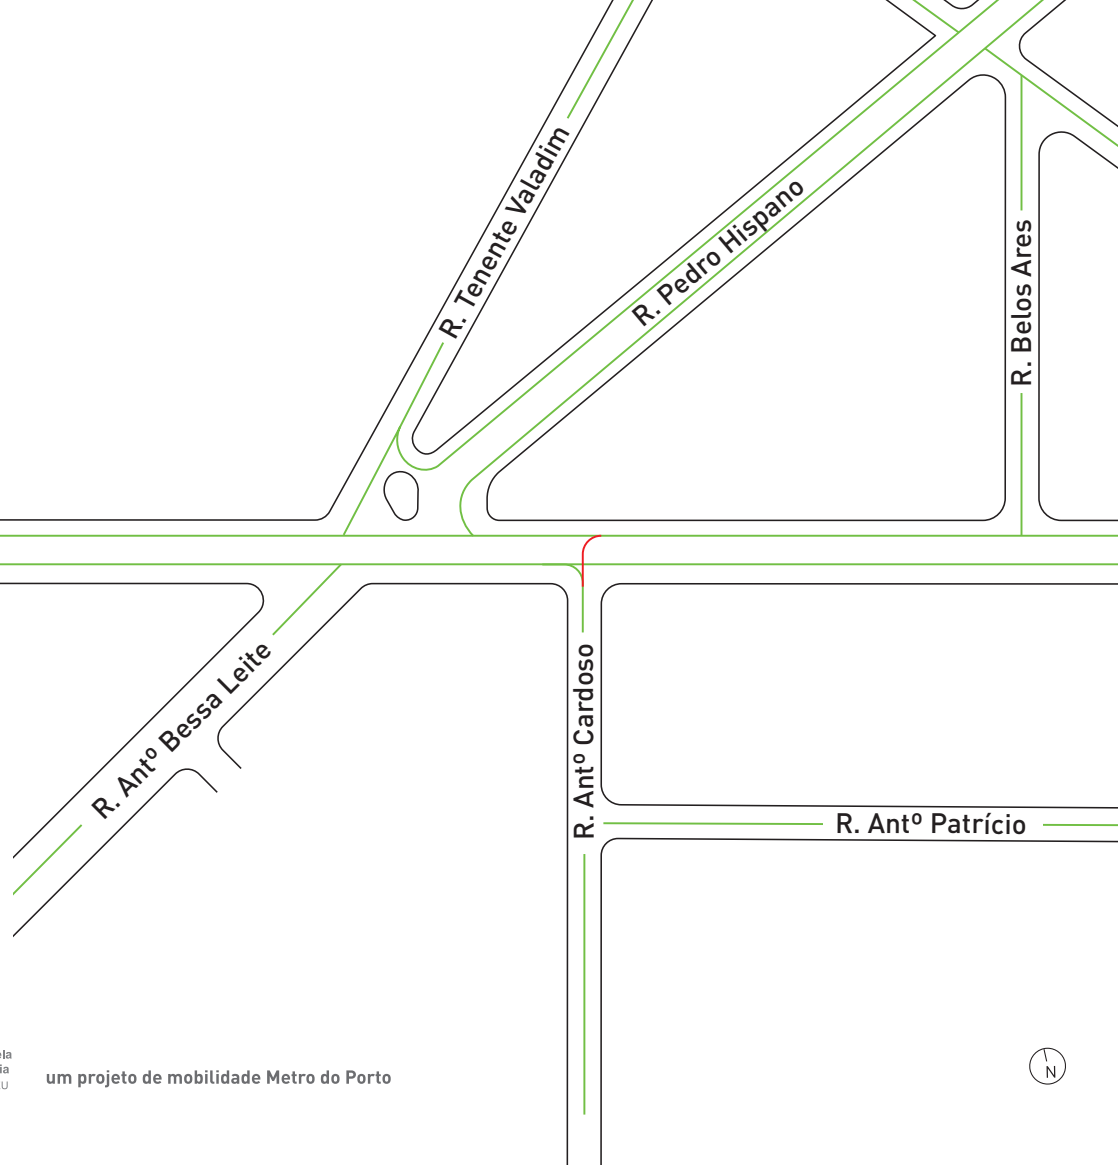 R. Tenente Valadim
R. Pedro Hispano
R. Belos Ares
R. Antº Bessa Leite
R. Antº Cardoso
R. Antº Patrício
um projeto de mobilidade Metro do Porto
N